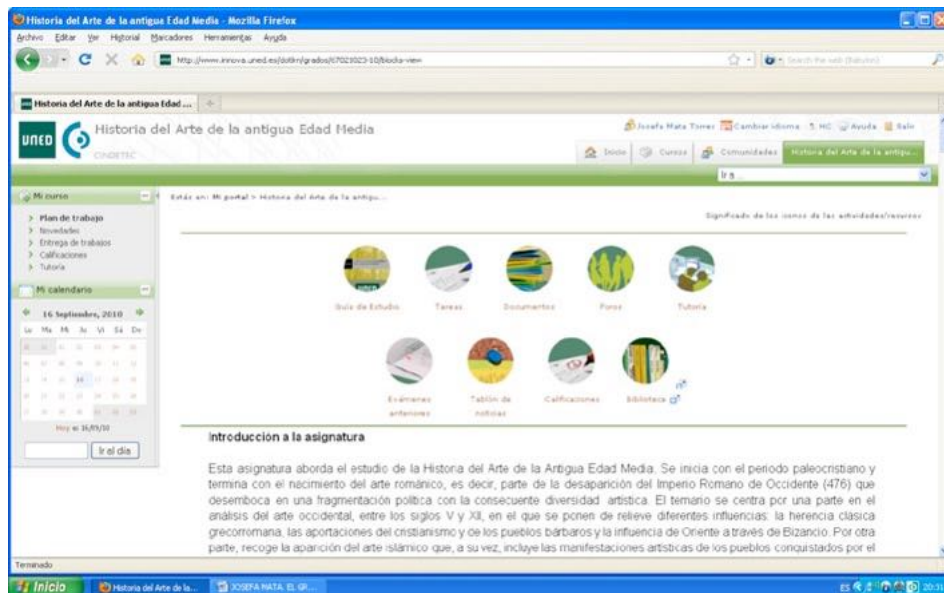 Historia del Arte de la antigua Edad Media - Mozilla Firefox
Archivo Editar Ver Historial Marcadores Herramientas Ayuda
Historia del Arte de la antigua Edad ...
UNED
Historia del Arte de la antigua Edad Media
CINDETEC
Josefa Mata Torres Cambiar idioma Ayuda Salir
Inicio Cursos Comunidades Historia del Arte de la antigu...
Ir a ...
Mi curso
Estás en: Mi portal > Historia del Arte de la antigu...
Plan de trabajo
Novedades
Entrega de trabajos
Calificaciones
Tutoría
Significado de los iconos de las actividades/recursos
Mi calendario
16 Septiembre, 2010
Lu Ma Mi Ju Vi Sá Do
16
Hoy es 16/09/10
Ir al día
Guía de Estudio Tareas Documentos Foros Tutoría
Exámenes anteriores Tablón de noticias Calificaciones Biblioteca
Introducción a la asignatura
Esta asignatura aborda el estudio de la Historia del Arte de la Antigua Edad Media. Se inicia con el periodo paleocristiano y
termina con el nacimiento del arte románico, es decir, parte de la desaparición del Imperio Romano de Occidente (476) que
desemboca en una fragmentación política con la consecuente diversidad artística. El temario se centra por una parte en el
análisis del arte occidental, entre los siglos V y XII, en el que se ponen de relieve diferentes influencias: la herencia clásica
grecorromana, las aportaciones del cristianismo y de los pueblos bárbaros y la influencia de Oriente a través de Bizancio. Por otra
parte, recoge la aparición del arte islámico que, a su vez, incluye las manifestaciones artísticas de los pueblos conquistados por el
Terminado
Inicio Historia del Arte de la... JOSEFA MATA. EL GR... ES 20:31